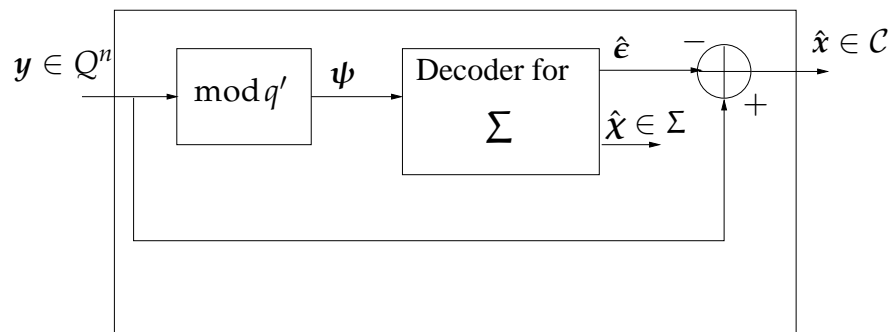 y ∈ Qⁿ
mod q′
ψ
Decoder for
Σ
ϵ̂
χ̂ ∈ Σ
−
+
x̂ ∈ 𝒞